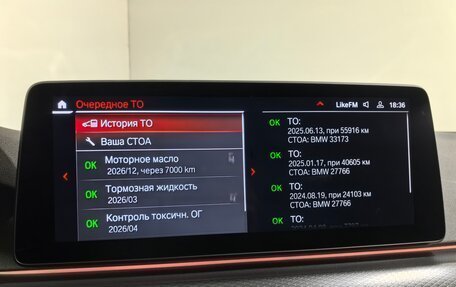 Очередное ТО
LikeFM
18:36
История ТО
Ваша СТОА
OK Моторное масло
2026/12, через 7000 km
OK Тормозная жидкость
2026/03
OK Контроль токсичн. ОГ
2026/04
OK ТО:
2025.06.13, при 55916 км
СТОА: BMW 33173
OK ТО:
2025.01.17, при 40605 км
СТОА: BMW 27766
OK ТО:
2024.08.19, при 24103 км
СТОА: BMW 27766
OK ТО: